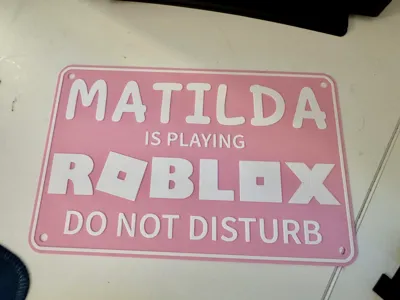 MATILDA
IS PLAYING
ROBLOX
DO NOT DISTURB